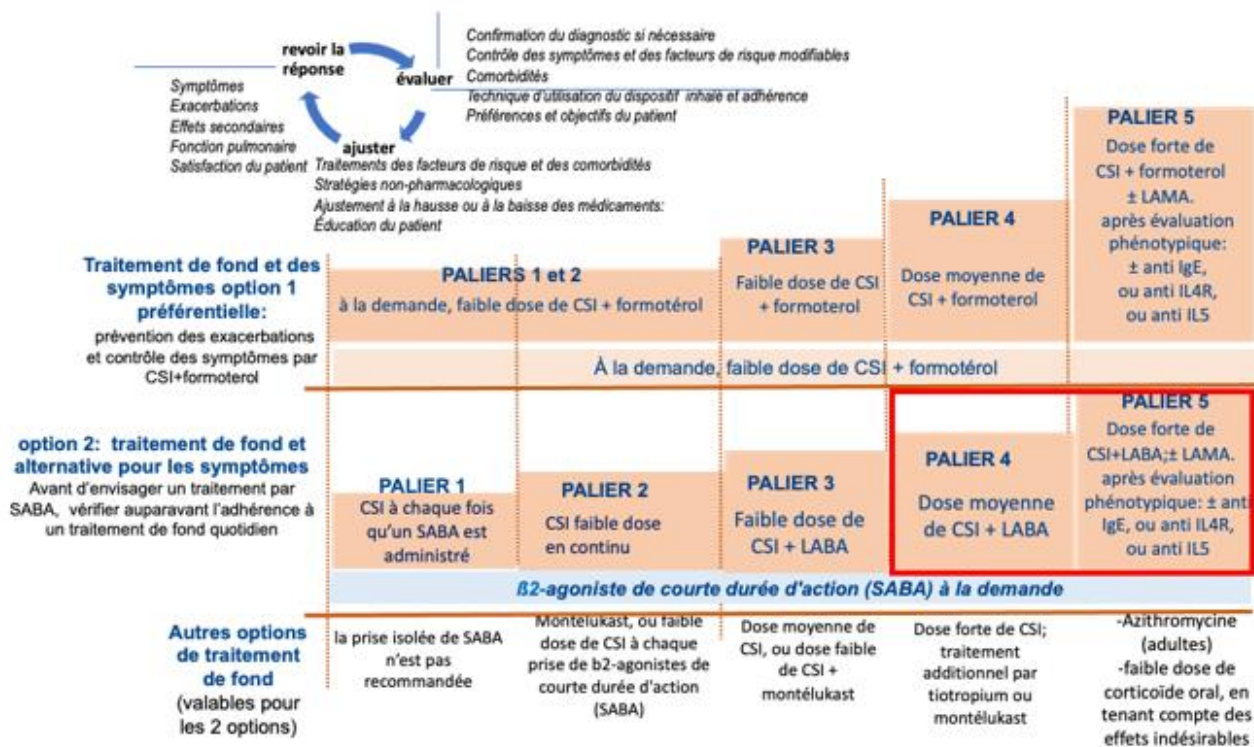 revoir la
réponse
Symptômes
Exacerbations
Effets secondaires
Fonction pulmonaire
Satisfaction du patient
évaluer
Confirmation du diagnostic si nécessaire
Contrôle des symptômes et des facteurs de risque modifiables
Comorbidités
Technique d'utilisation du dispositif inhale et adhérence
Préférences et objectifs du patient
ajuster
Traitements des facteurs de risque et des comorbidités
Stratégies non-pharmacologiques
Ajustement à la hausse ou à la baisse des médicaments:
Éducation du patient
Traitement de fond et des
symptômes option 1
préférentielle:
prévention des exacerbations
et contrôle des symptômes par
CSI+formoterol
PALIERS 1 et 2
à la demande, faible dose de CSI + formotérol
PALIER 3
Faible dose de CSI
+ formoterol
PALIER 4
Dose moyenne de
CSI + formoterol
PALIER 5
Dose forte de
CSI + formoterol
± LAMA.
après évaluation
phénotypique:
± anti IgE,
ou anti IL4R,
ou anti IL5
À la demande, faible dose de CSI + formotérol
option 2: traitement de fond et
alternative pour les symptômes
Avant d'envisager un traitement par
SABA, vérifier auparavant l'adhérence à
un traitement de fond quotidien
PALIER 1
CSI à chaque fois
qu'un SABA est
administré
PALIER 2
CSI faible dose
en continu
PALIER 3
Faible dose de
CSI + LABA
PALIER 4
Dose moyenne
de CSI + LABA
PALIER 5
Dose forte de
CSI+LABA;± LAMA.
après évaluation
phénotypique: ± anti
IgE, ou anti IL4R,
ou anti IL5
ß2-agoniste de courte durée d'action (SABA) à la demande
Autres options
de traitement
de fond
(valables pour
les 2 options)
la prise isolée de SABA
n'est pas
recommandée
Montélukast, ou faible
dose de CSI à chaque
prise de b2-agonistes de
courte durée d'action
(SABA)
Dose moyenne de
CSI, ou dose faible
de CSI +
montélukast
Dose forte de CSI;
traitement
additionnel par
tiotropium ou
montélukast
-Azithromycine
(adultes)
-faible dose de
corticoïde oral, en
tenant compte des
effets indésirables